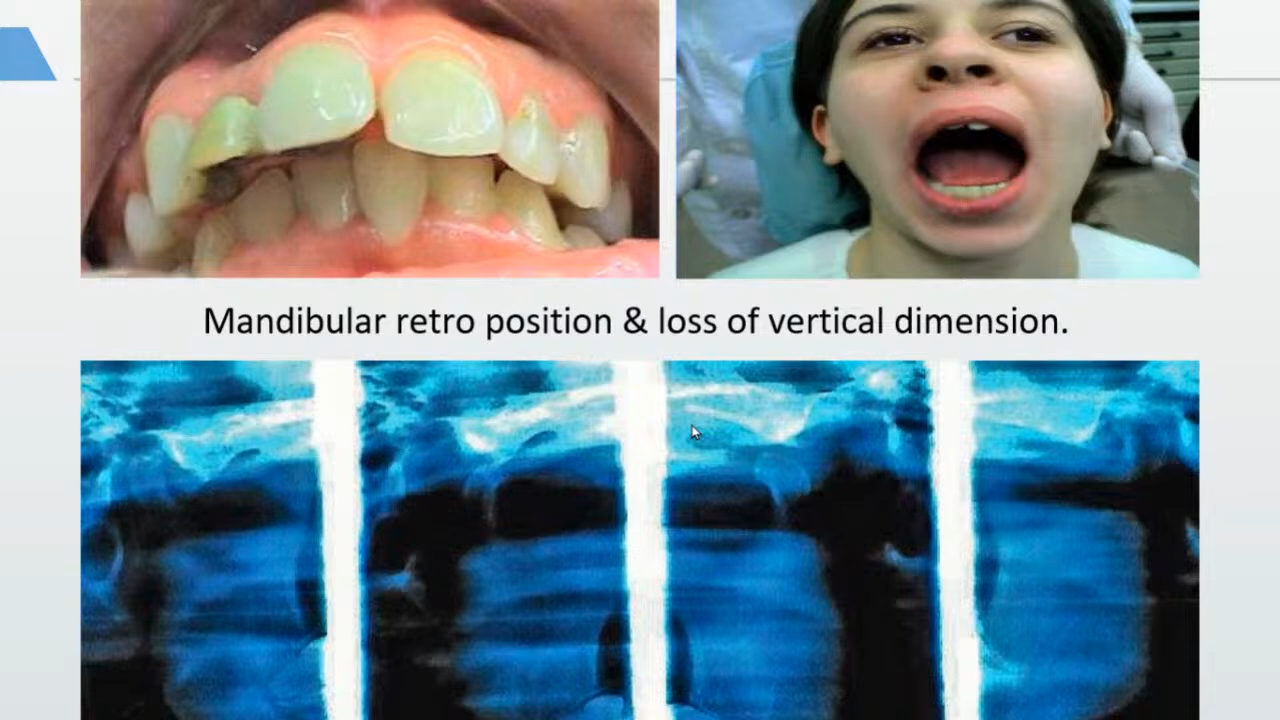 Mandibular retro position & loss of vertical dimension.